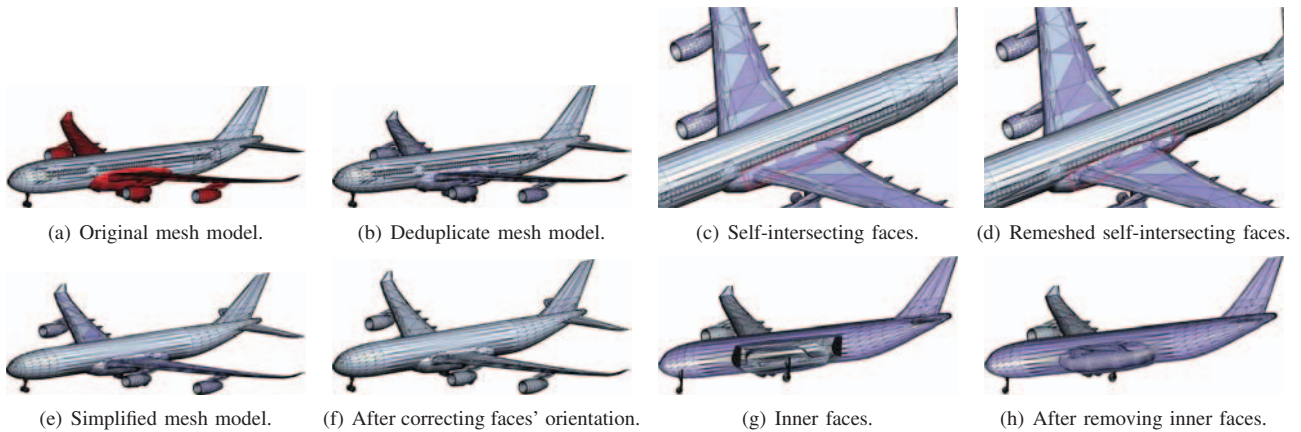 (a) Original mesh model.
(b) Deduplicate mesh model.
(c) Self-intersecting faces.
(d) Remeshed self-intersecting faces.
(e) Simplified mesh model.
(f) After correcting faces' orientation.
(g) Inner faces.
(h) After removing inner faces.